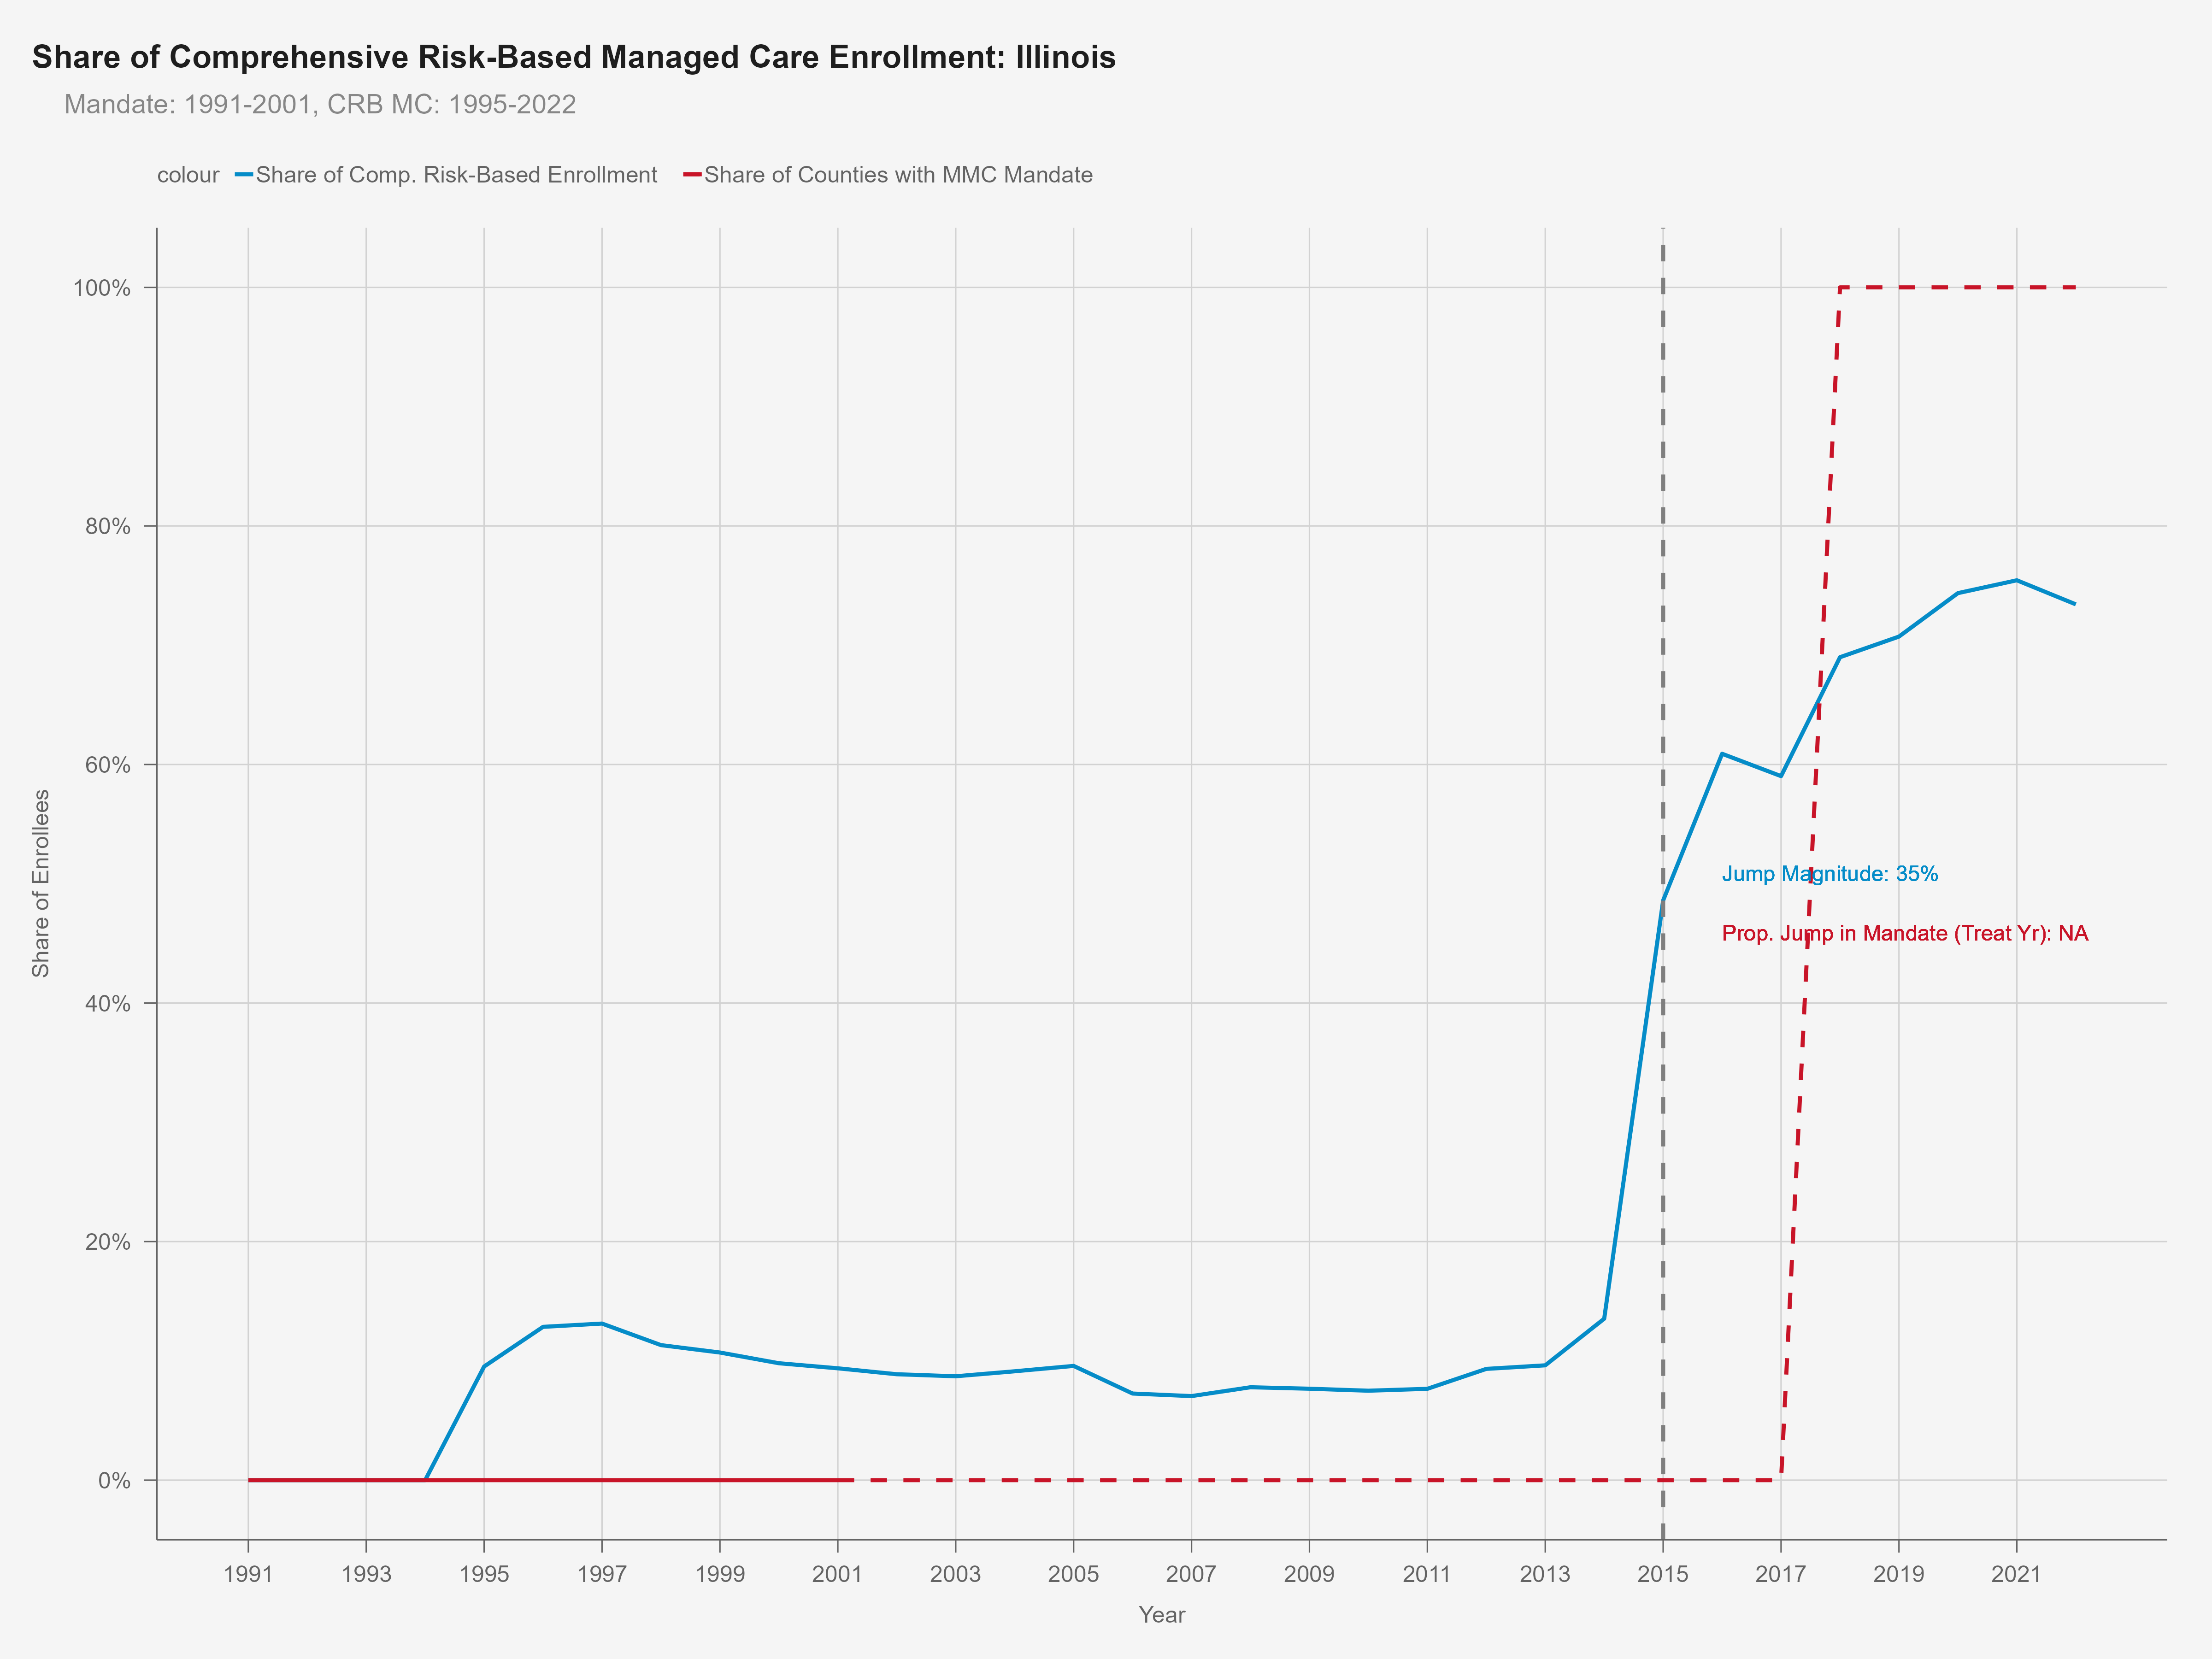 Share of Comprehensive Risk-Based Managed Care Enrollment: Illinois
Mandate: 1991-2001, CRB MC: 1995-2022
colour Share of Comp. Risk-Based Enrollment Share of Counties with MMC Mandate
100%
80%
60%
40%
20%
0%
Share of Enrollees
Jump Magnitude: 35%
Prop. Jump in Mandate (Treat Yr): NA
1991 1993 1995 1997 1999 2001 2003 2005 2007 2009 2011 2013 2015 2017 2019 2021
Year